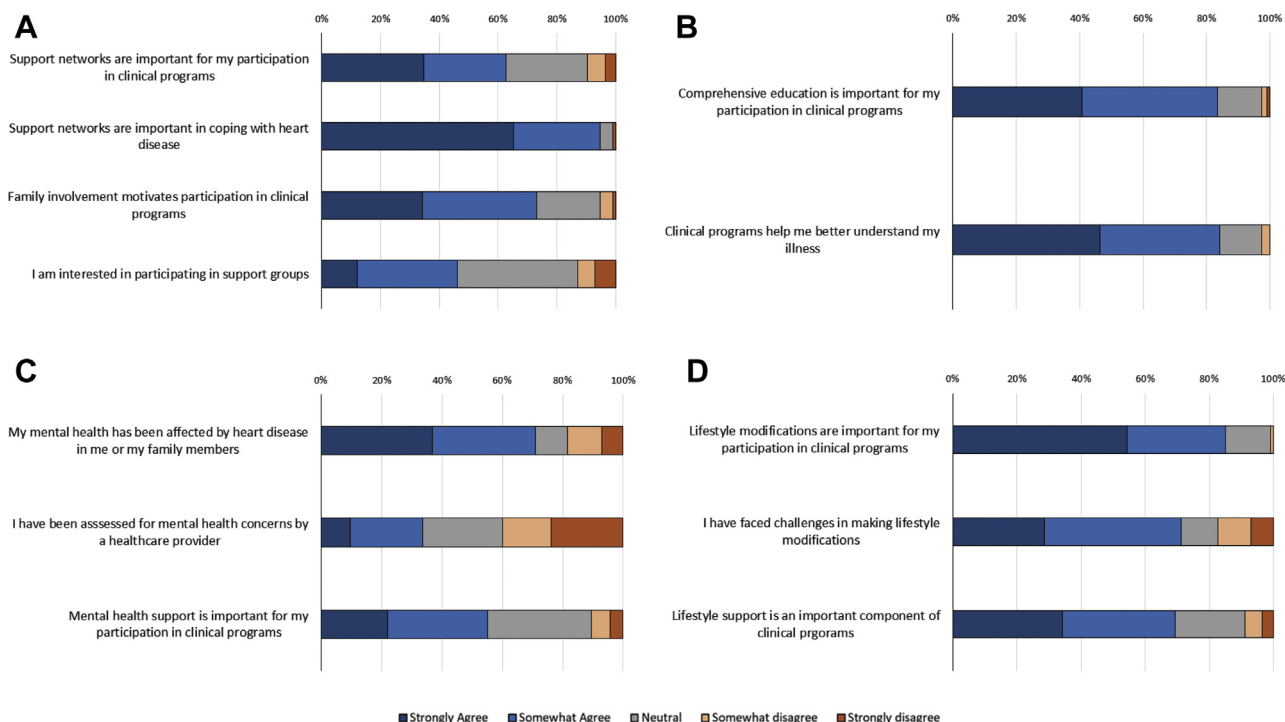 A
0% 20% 40% 60% 80% 100%
Support networks are important for my participation
in clinical programs
Support networks are important in coping with heart
disease
Family involvement motivates participation in clinical
programs
I am interested in participating in support groups
B
0% 20% 40% 60% 80% 100%
Comprehensive education is important for my
participation in clinical programs
Clinical programs help me better understand my
illness
C
0% 20% 40% 60% 80% 100%
My mental health has been affected by heart disease
in me or my family members
I have been asssessed for mental health concerns by
a healthcare provider
Mental health support is important for my
participation in clinical programs
D
0% 20% 40% 60% 80% 100%
Lifestyle modifications are important for my
participation in clinical programs
I have faced challenges in making lifestyle
modifications
Lifestyle support is an important component of
clinical prgorams
Strongly Agree Somewhat Agree Neutral Somewhat disagree Strongly disagree